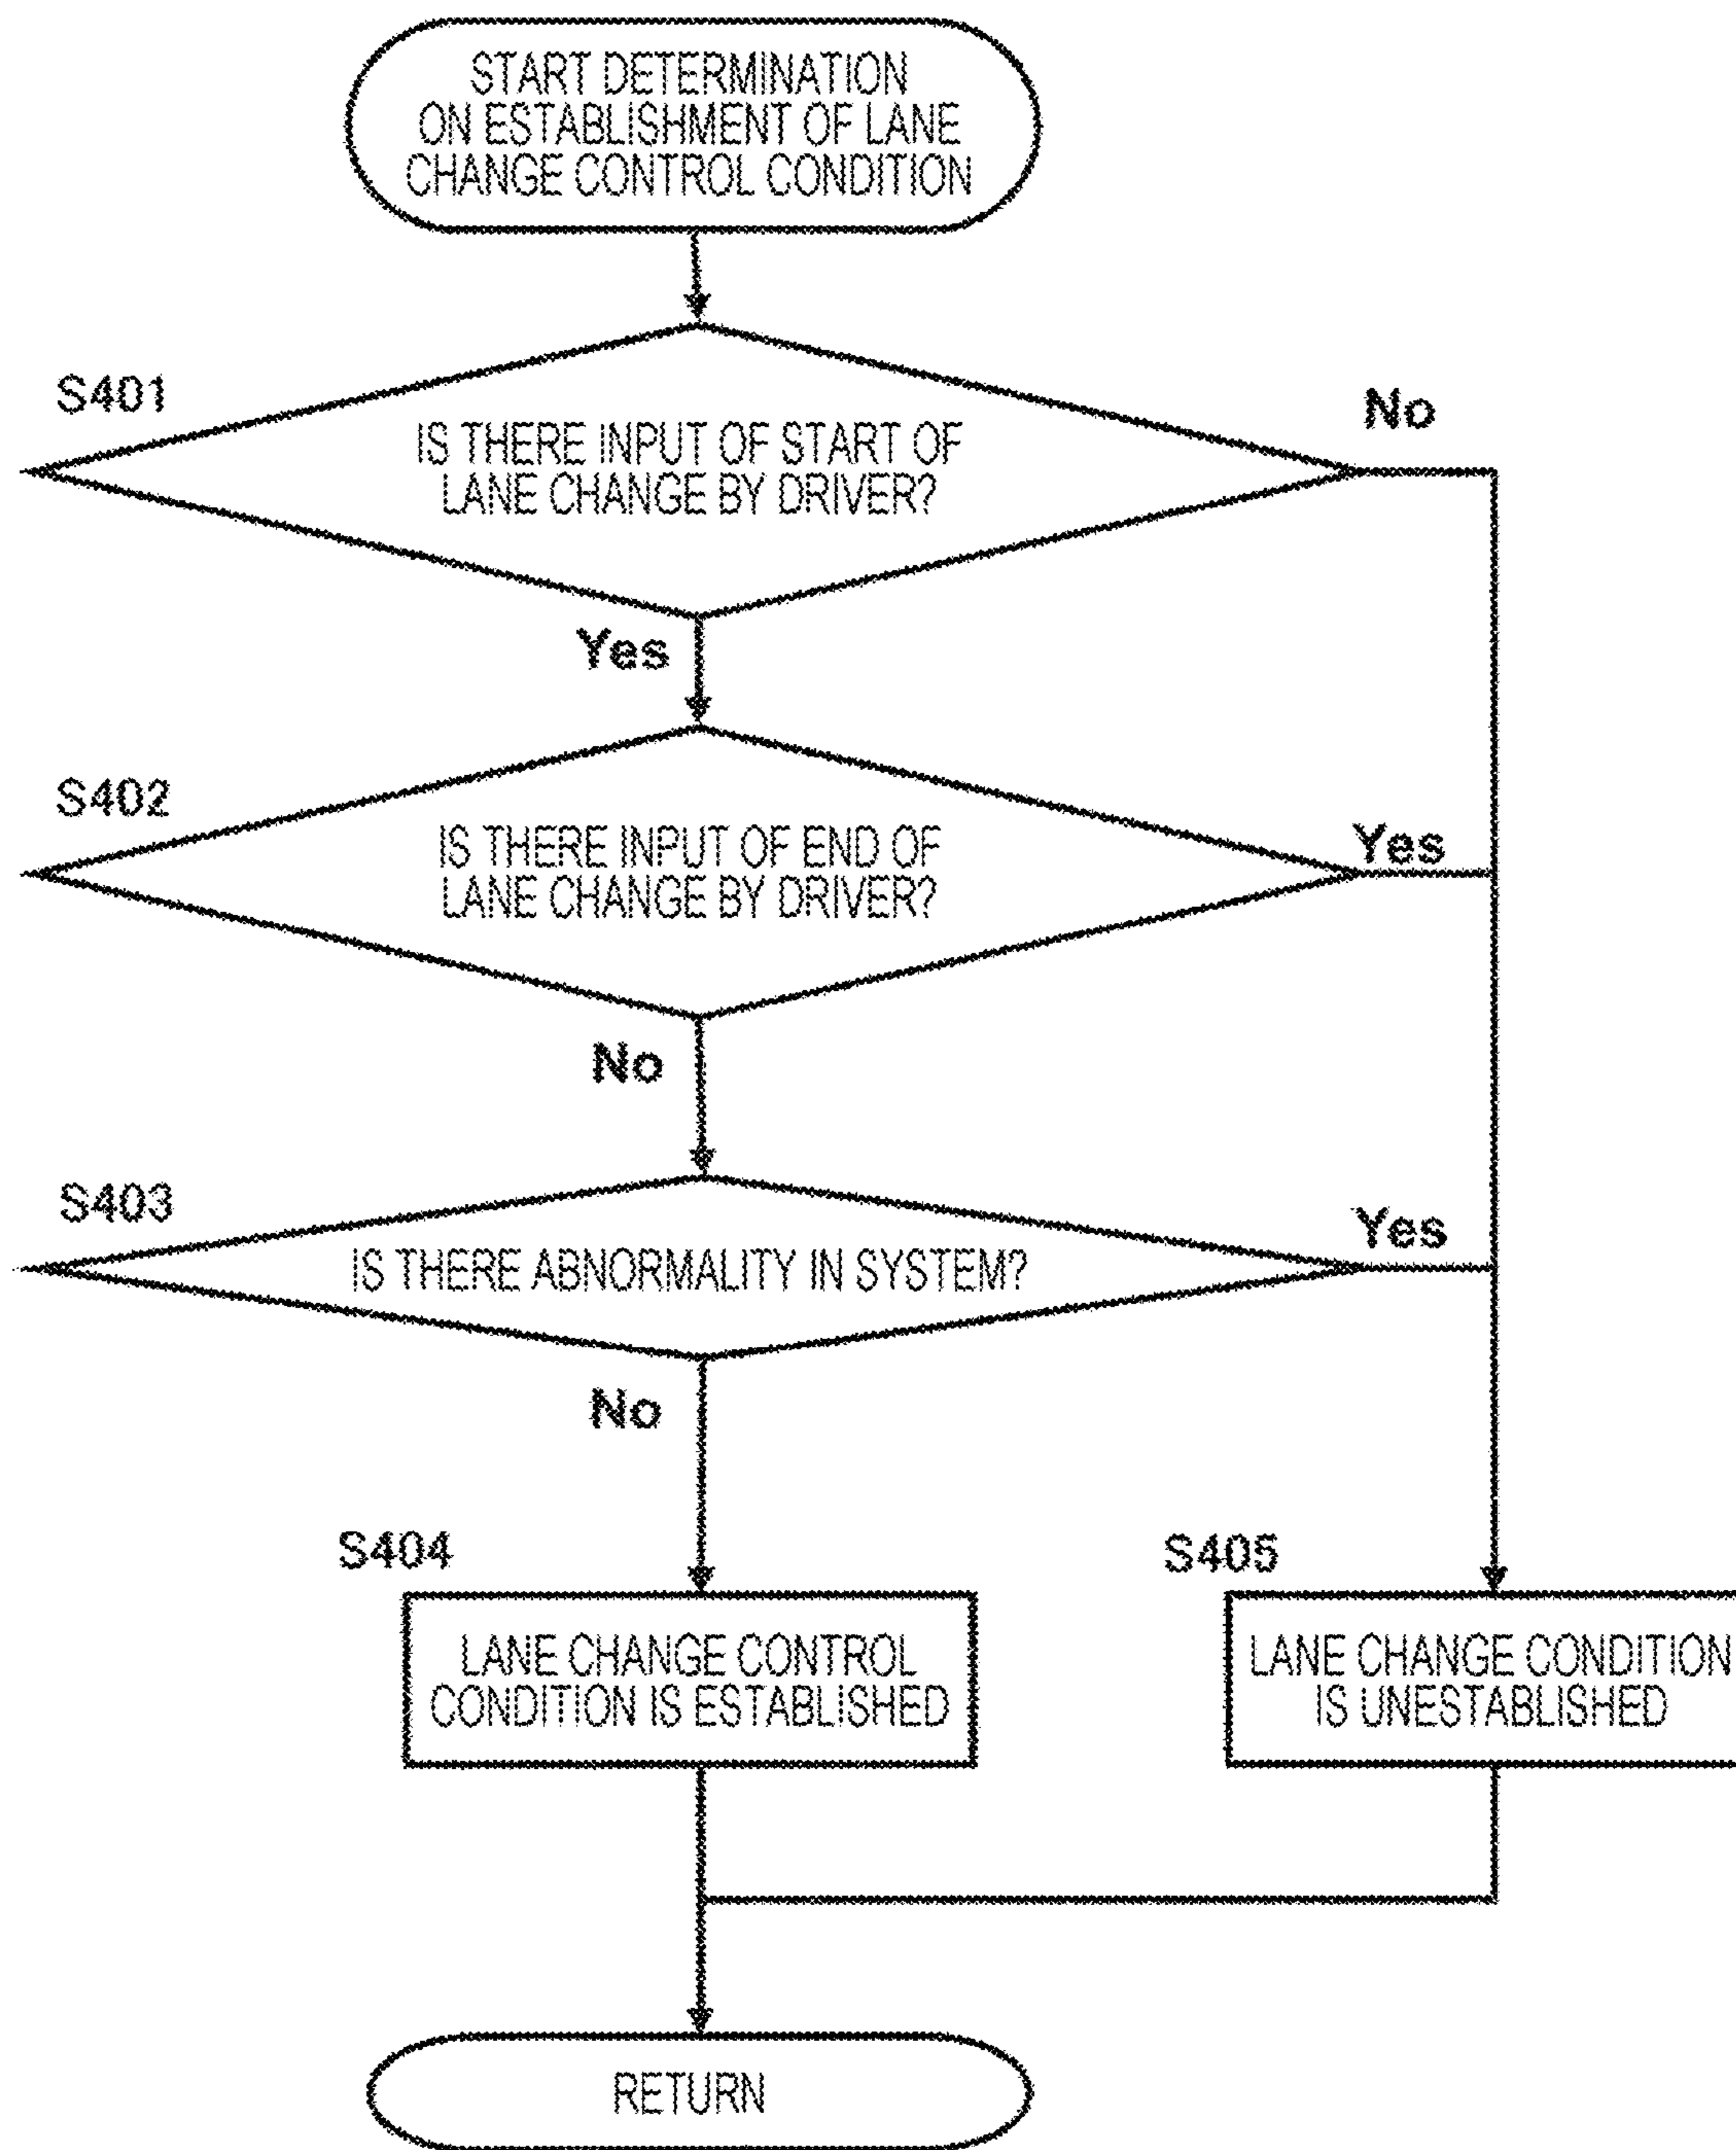 START DETERMINATION
ON ESTABLISHMENT OF LANE
CHANGE CONTROL CONDITION
S401
IS THERE INPUT OF START OF
LANE CHANGE BY DRIVER?
No
Yes
S402
IS THERE INPUT OF END OF
LANE CHANGE BY DRIVER?
Yes
No
S403
IS THERE ABNORMALITY IN SYSTEM?
Yes
No
S404
LANE CHANGE CONTROL
CONDITION IS ESTABLISHED
S405
LANE CHANGE CONDITION
IS UNESTABLISHED
RETURN